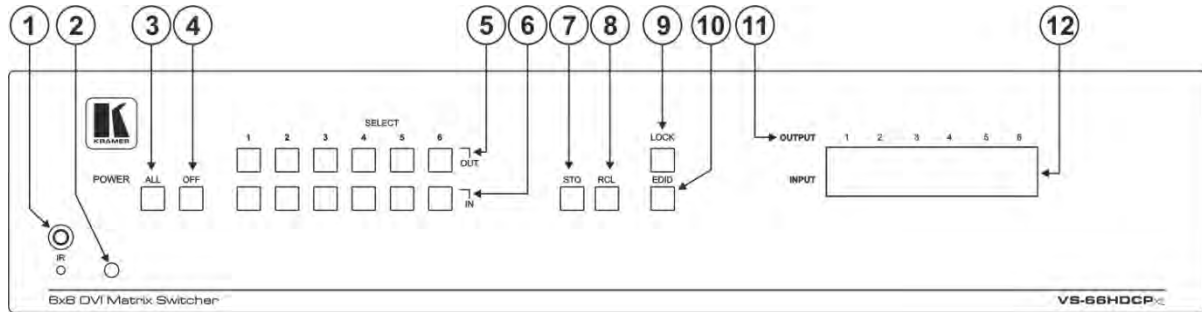 1 2 3 4 5 6 7 8 9 10 11 12
K
KRAMER
SELECT
1 2 3 4 5 6
OUT
LOCK
OUTPUT 1 2 3 4 5 6
POWER ALL OFF
STO RCL EDID
INPUT
IN
IR
6x6 DVI Matrix Switcher
VS-66HDCPxl